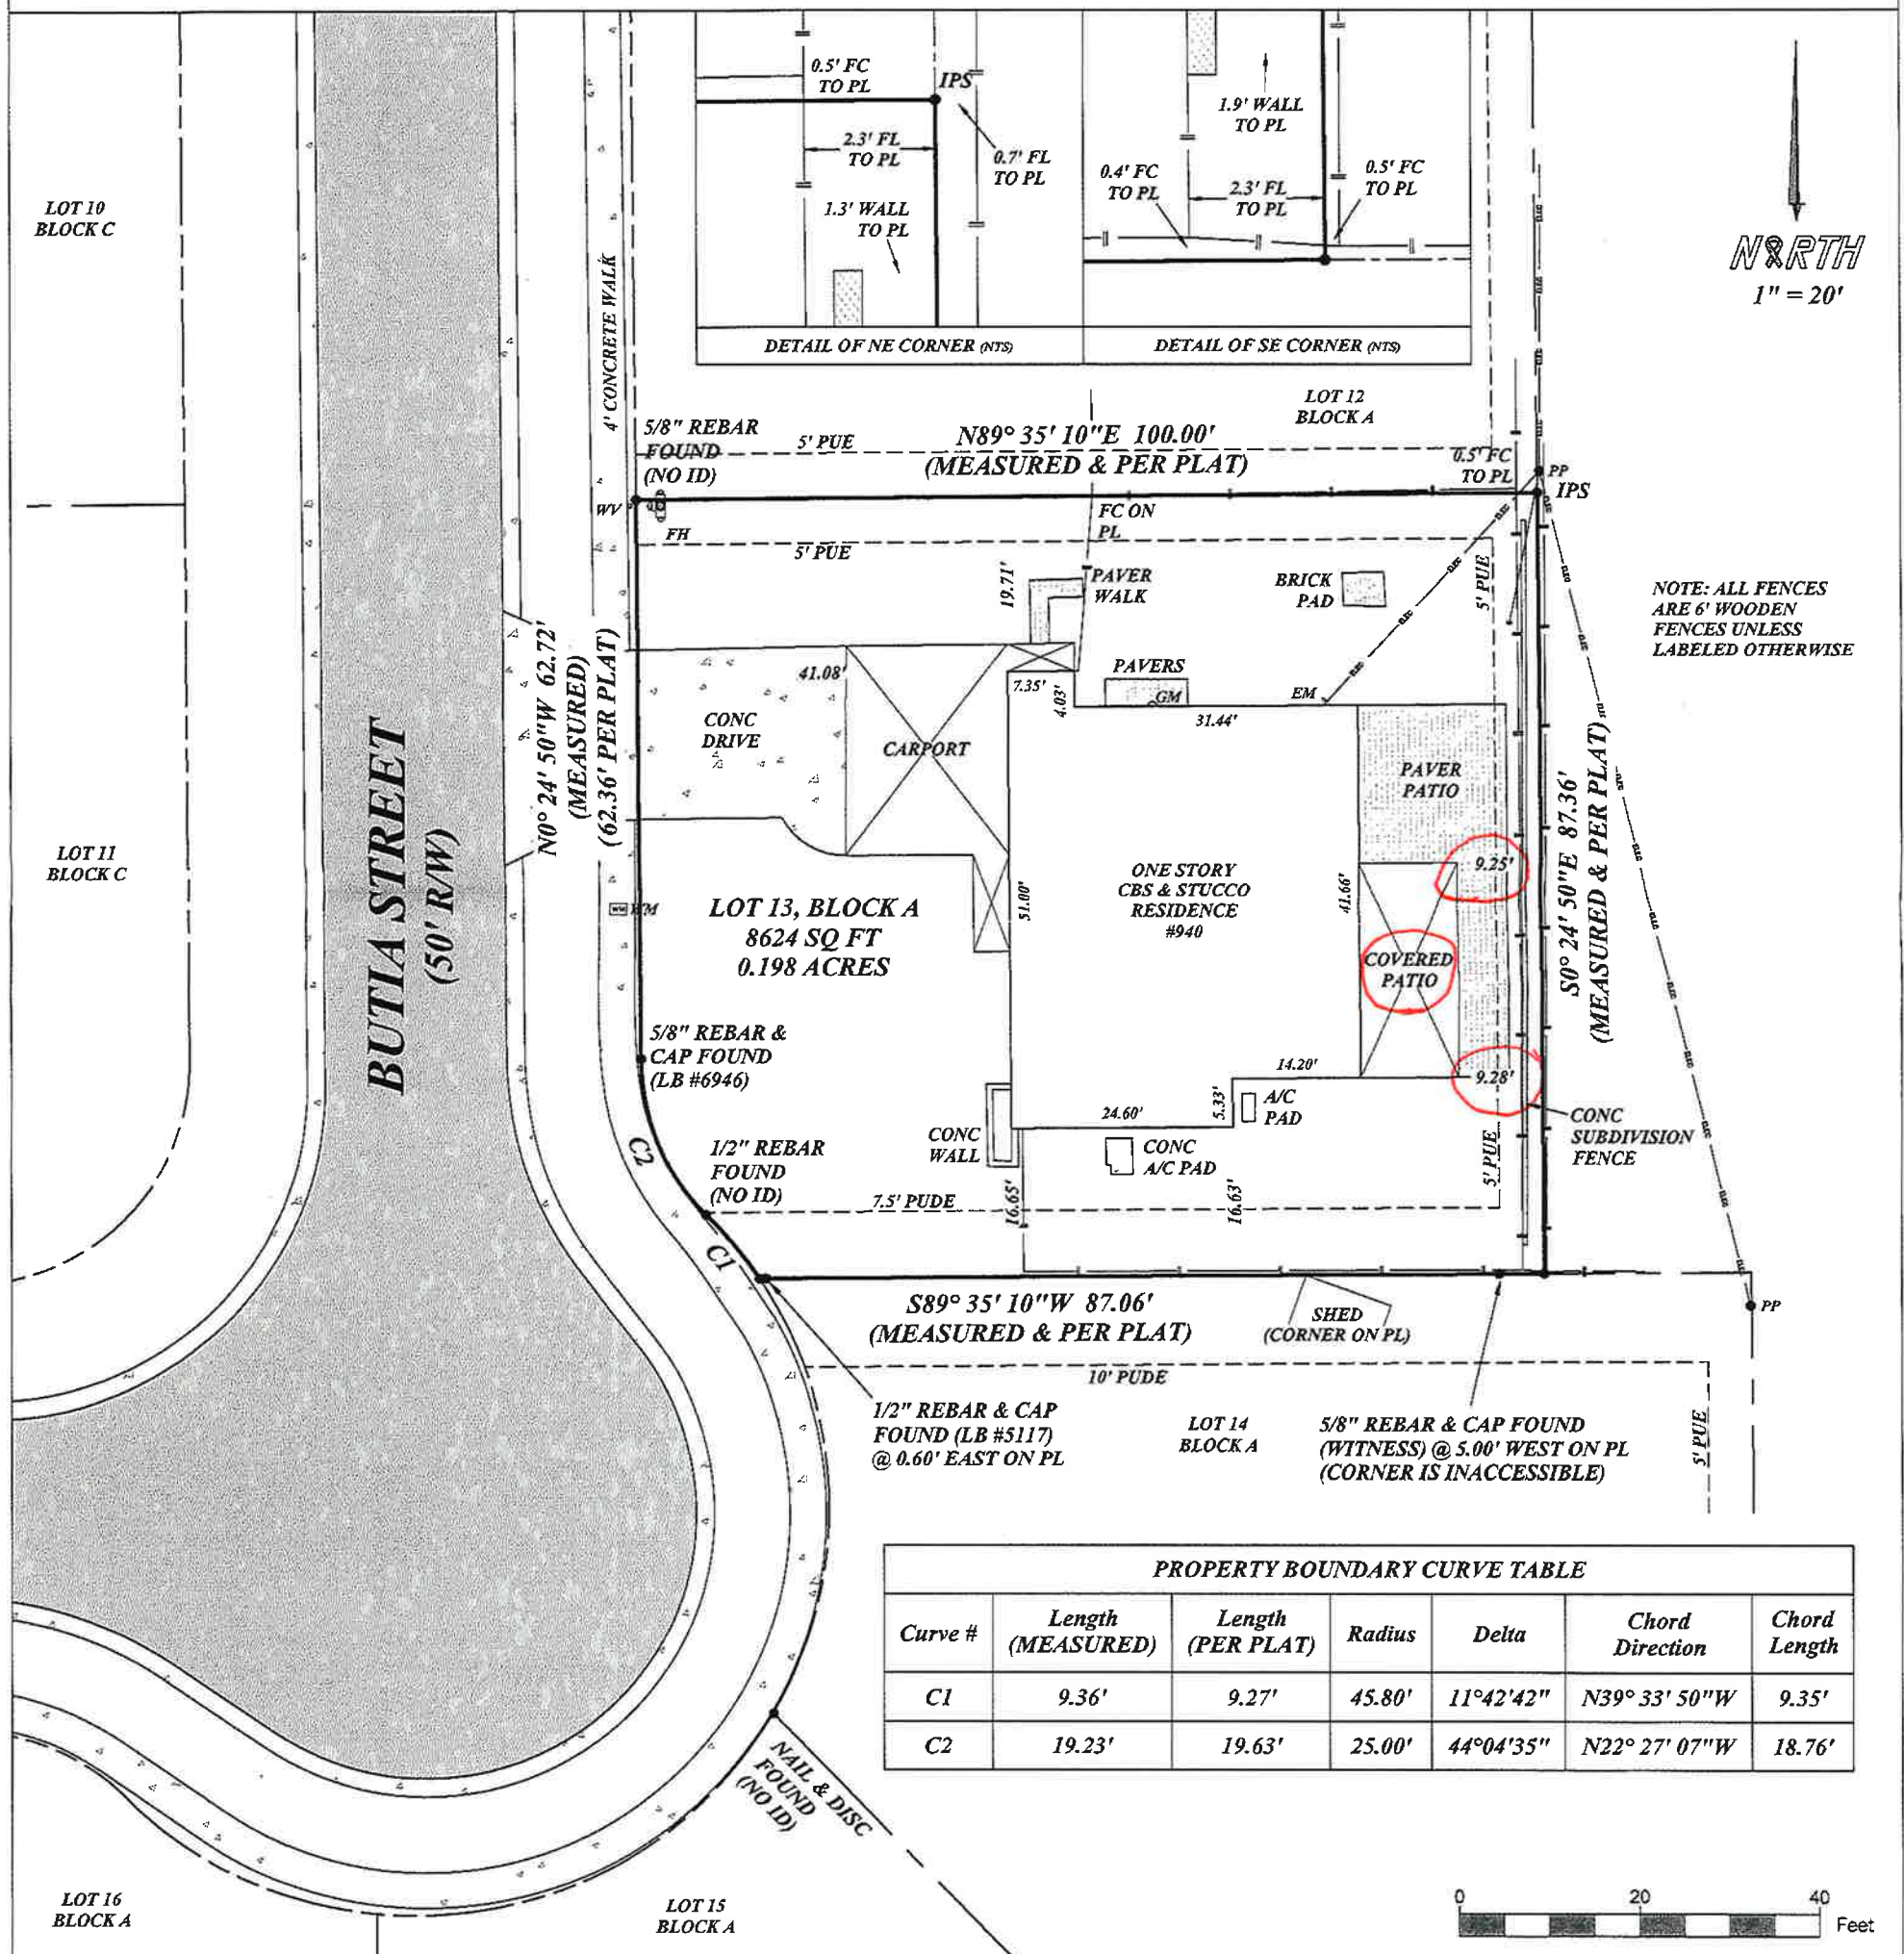 0.5' FC
TO PL
IPS
2.3' FL
TO PL
0.7' FL
TO PL
1.3' WALL
TO PL
DETAIL OF NE CORNER (NTS)
1.9' WALL
TO PL
0.4' FC
TO PL
2.3' FL
TO PL
0.5' FC
TO PL
DETAIL OF SE CORNER (NTS)
NORTH
1" = 20'
LOT 10
BLOCK C
4' CONCRETE WALK
LOT 12
BLOCK A
5/8" REBAR
FOUND
(NO ID)
5' PUE
N89° 35' 10"E 100.00'
(MEASURED & PER PLAT)
0.5' FC
TO PL
PP
IPS
WV
FH
FC ON
PL
5' PUE
5' PUE
19.71'
PAVER
WALK
BRICK
PAD
NOTE: ALL FENCES
ARE 6' WOODEN
FENCES UNLESS
LABELED OTHERWISE
N0° 24' 50"W 62.72'
(MEASURED)
(62.36' PER PLAT)
41.08'
7.35'
4.03'
PAVERS
GM
EM
31.44'
CONC
DRIVE
CARPORT
PAVER
PATIO
BUTIA STREET
(50' R/W)
S0° 24' 50"E 87.36'
(MEASURED & PER PLAT)
LOT 11
BLOCK C
9.25'
ONE STORY
CBS & STUCCO
RESIDENCE
#940
51.00'
41.66'
WM
WM
LOT 13, BLOCK A
8624 SQ FT
0.198 ACRES
COVERED
PATIO
5/8" REBAR &
CAP FOUND
(LB #6946)
14.20'
9.28'
5.33'
A/C
PAD
24.60'
CONC
SUBDIVISION
FENCE
CONC
WALL
CONC
A/C PAD
C2
1/2" REBAR
FOUND
(NO ID)
5' PUE
7.5' PUDE
16.65'
16.63'
C1
S89° 35' 10"W 87.06'
(MEASURED & PER PLAT)
SHED
(CORNER ON PL)
PP
10' PUDE
1/2" REBAR & CAP
FOUND (LB #5117)
@ 0.60' EAST ON PL
LOT 14
BLOCK A
5/8" REBAR & CAP FOUND
(WITNESS) @ 5.00' WEST ON PL
(CORNER IS INACCESSIBLE)
5' PUE
PROPERTY BOUNDARY CURVE TABLE
Curve # Length (MEASURED) Length (PER PLAT) Radius Delta Chord Direction Chord Length
C1 9.36' 9.27' 45.80' 11°42'42" N39° 33' 50"W 9.35'
C2 19.23' 19.63' 25.00' 44°04'35" N22° 27' 07"W 18.76'
NAIL & DISC
FOUND
(NO ID)
LOT 16
BLOCK A
LOT 15
BLOCK A
0 20 40
Feet